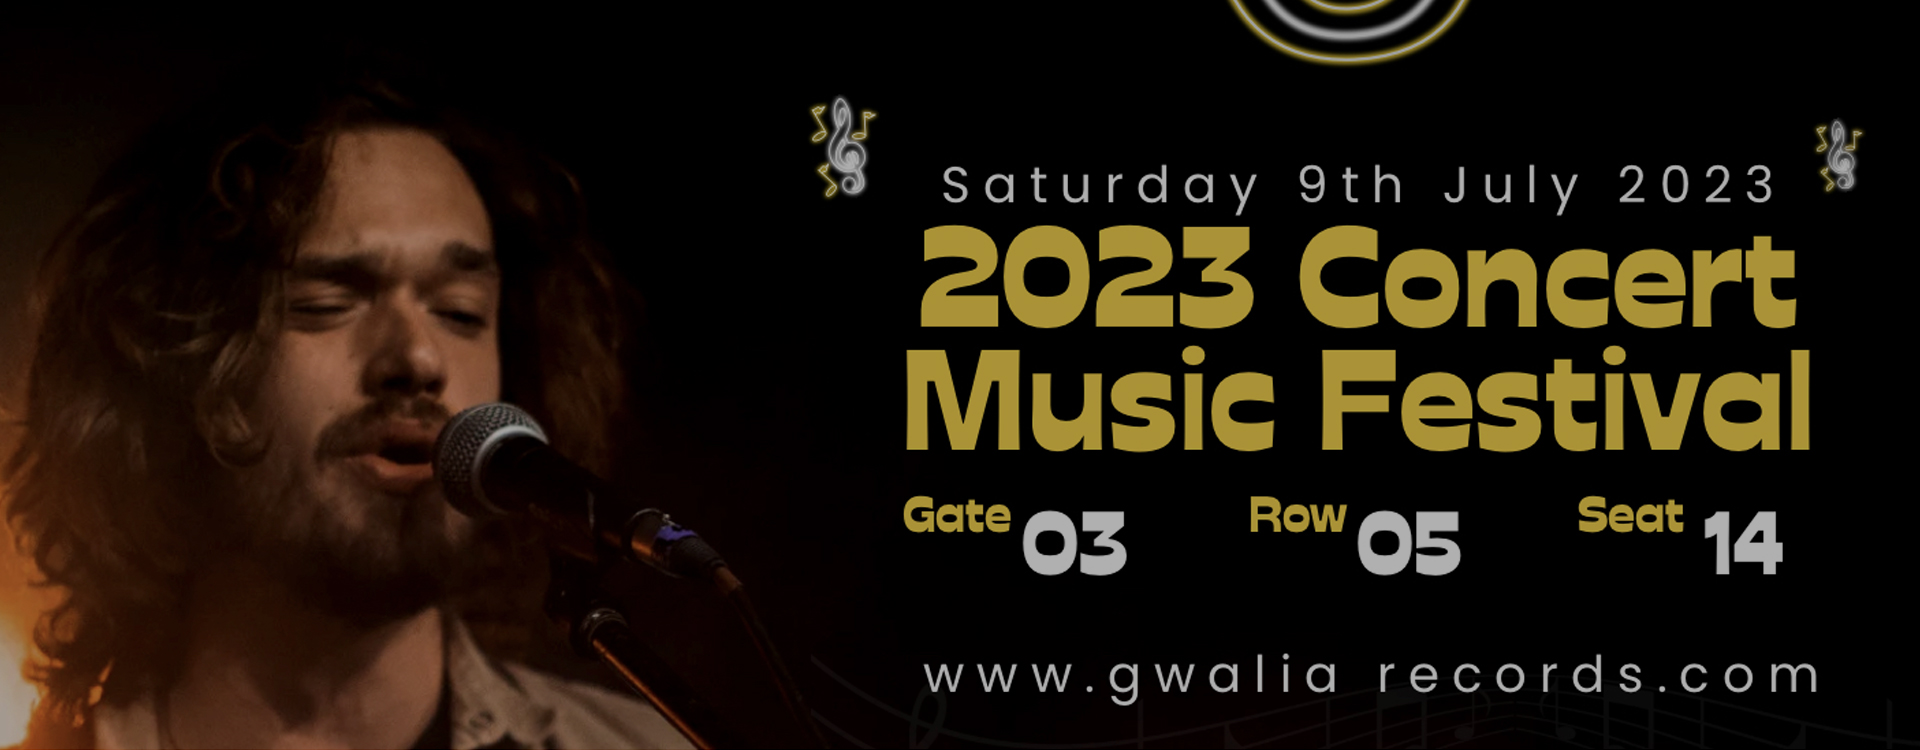 Saturday 9th July 2023
2023 Concert
Music Festival
Gate 03 Row 05 Seat 14
www.gwalia records.com